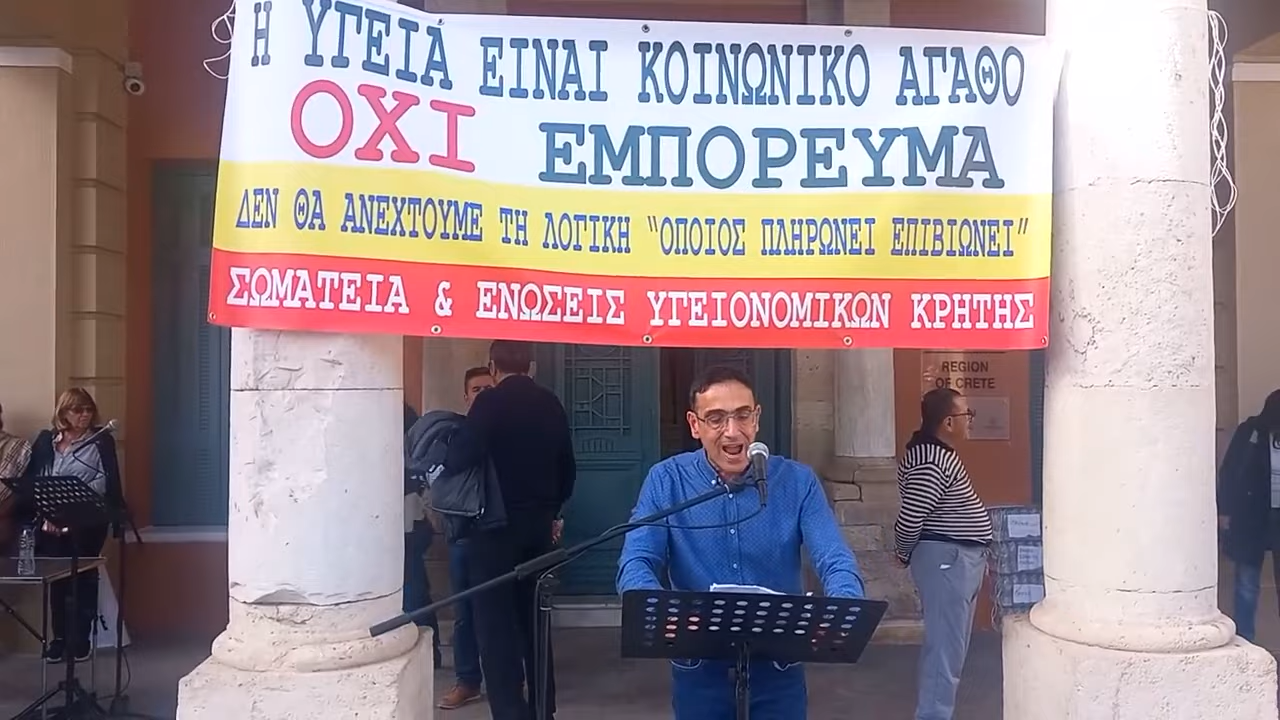 Η ΥΓΕΙΑ ΕΙΝΑΙ ΚΟΙΝΩΝΙΚΟ ΑΓΑΘΟ
ΟΧΙ ΕΜΠΟΡΕΥΜΑ
ΔΕΝ ΘΑ ΑΝΕΧΤΟΥΜΕ ΤΗ ΛΟΓΙΚΗ "ΟΠΟΙΟΣ ΠΛΗΡΩΝΕΙ ΕΠΙΒΙΩΝΕΙ"
ΣΩΜΑΤΕΙΑ & ΕΝΩΣΕΙΣ ΥΓΕΙΟΝΟΜΙΚΩΝ ΚΡΗΤΗΣ
REGION
OF CRETE